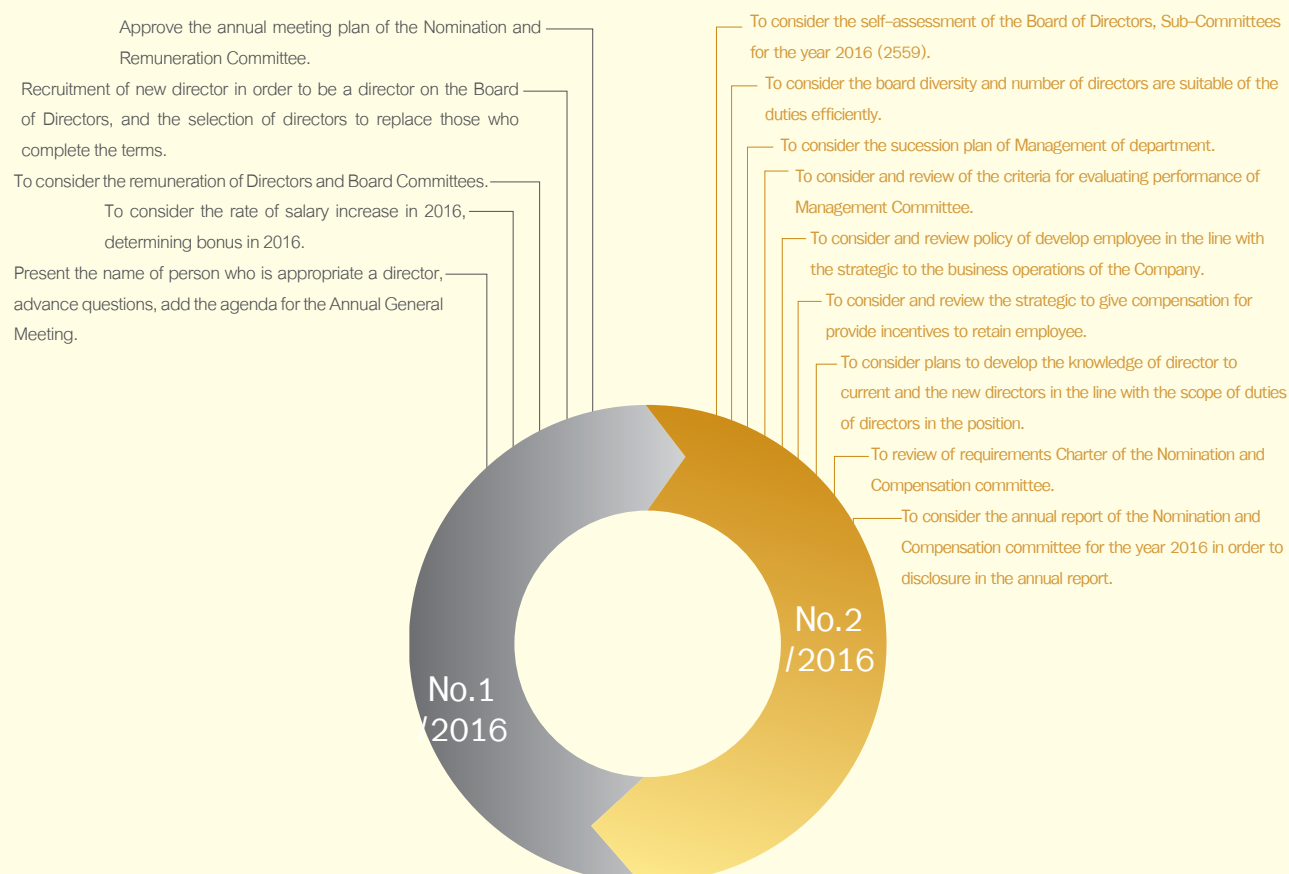 Approve the annual meeting plan of the Nomination and
Remuneration Committee.
Recruitment of new director in order to be a director on the Board
of Directors, and the selection of directors to replace those who
complete the terms.
To consider the remuneration of Directors and Board Committees.
To consider the rate of salary increase in 2016,
determining bonus in 2016.
Present the name of person who is appropriate a director,
advance questions, add the agenda for the Annual General
Meeting.
To consider the self-assessment of the Board of Directors, Sub-Committees
for the year 2016 (2559).
To consider the board diversity and number of directors are suitable of the
duties efficiently.
To consider the sucession plan of Management of department.
To consider and review of the criteria for evaluating performance of
Management Committee.
To consider and review policy of develop employee in the line with
the strategic to the business operations of the Company.
To consider and review the strategic to give compensation for
provide incentives to retain employee.
To consider plans to develop the knowledge of director to
current and the new directors in the line with the scope of duties
of directors in the position.
To review of requirements Charter of the Nomination and
Compensation committee.
To consider the annual report of the Nomination and
Compensation committee for the year 2016 in order to
disclosure in the annual report.
No.1
/2016
No.2
/2016